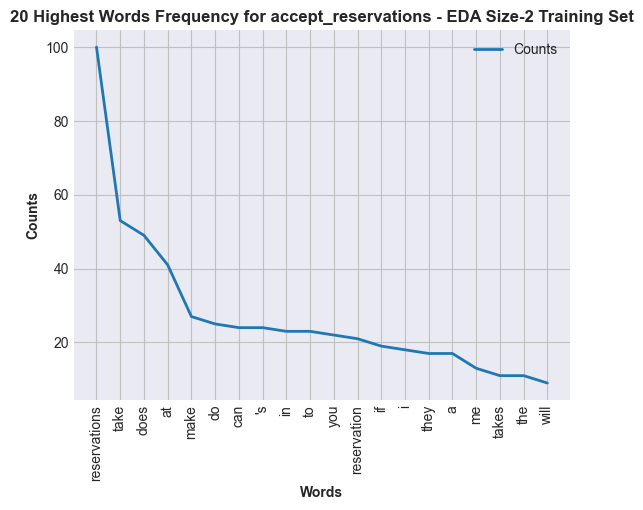 20 Highest Words Frequency for accept_reservations - EDA Size-2 Training Set
Counts
100
80
60
40
20
Counts
reservations
take
does
at
make
do
can
's
in
to
you
reservation
if
i
they
a
me
takes
the
will
Words